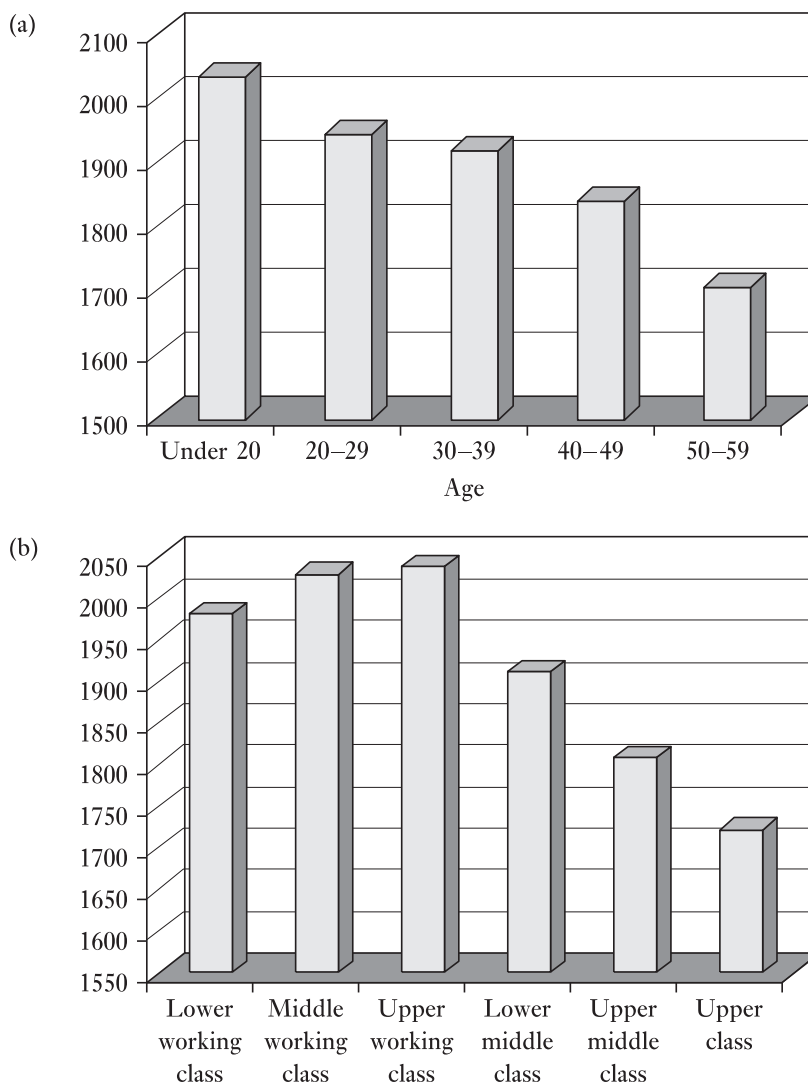 (a)
2100
2000
1900
1800
1700
1600
1500
Under 20 20–29 30–39 40–49 50–59
Age
(b)
2050
2000
1950
1900
1850
1800
1750
1700
1650
1600
1550
Lower Middle Upper Lower Upper Upper
working working working middle middle class
class class class class class